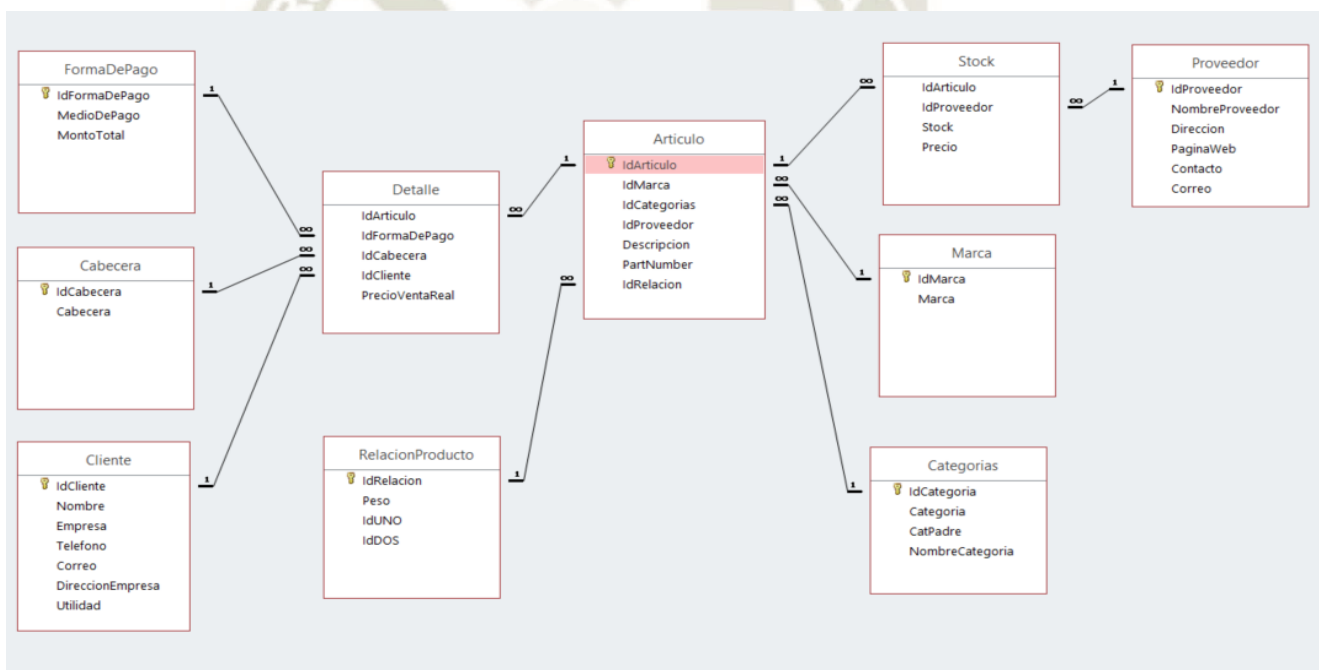 FormaDePago
IdFormaDePago
MedioDePago
MontoTotal
1
∞
Cabecera
IdCabecera
Cabecera
1
∞
Cliente
IdCliente
Nombre
Empresa
Telefono
Correo
DireccionEmpresa
Utilidad
1
∞
Detalle
IdArticulo
IdFormaDePago
IdCabecera
IdCliente
PrecioVentaReal
∞
1
RelacionProducto
IdRelacion
Peso
IdUNO
IdDOS
1
∞
Articulo
IdArticulo
IdMarca
IdCategorias
IdProveedor
Descripcion
PartNumber
IdRelacion
1
∞
∞
∞
Stock
IdArticulo
IdProveedor
Stock
Precio
∞
1
Proveedor
IdProveedor
NombreProveedor
Direccion
PaginaWeb
Contacto
Correo
Marca
IdMarca
Marca
1
Categorias
IdCategoria
Categoria
CatPadre
NombreCategoria
1